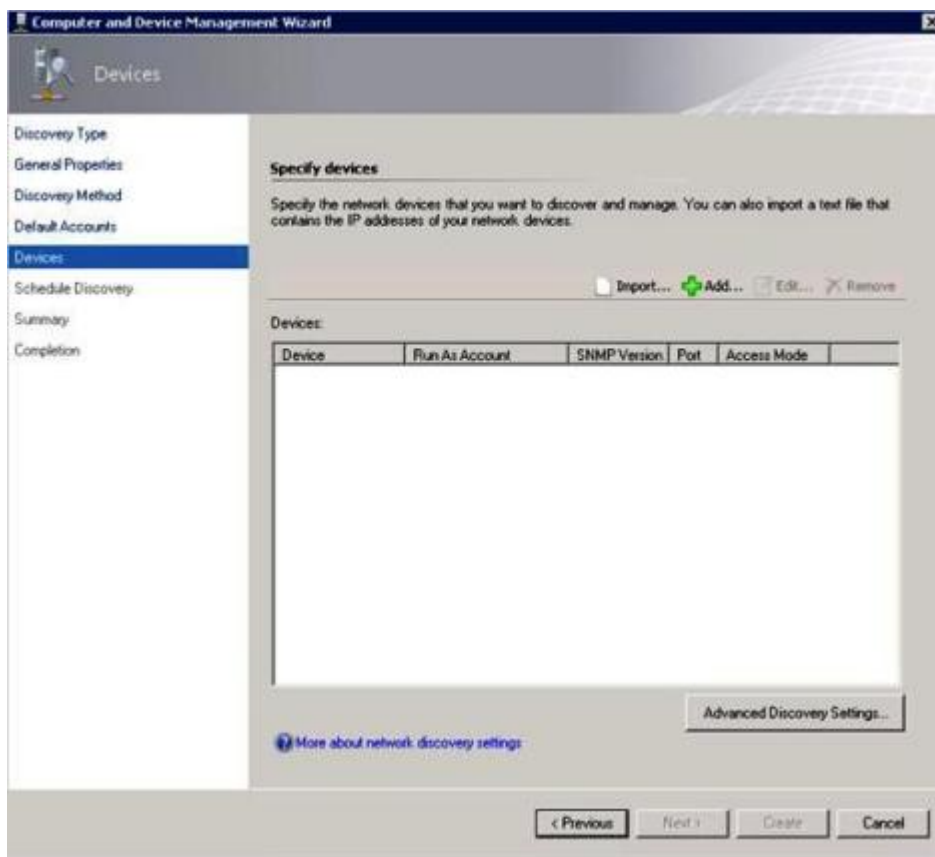 Computer and Device Management Wizard
Devices
Discovery Type
General Properties
Discovery Method
Default Accounts
Devices
Schedule Discovery
Summary
Completion
Specify devices
Specify the network devices that you want to discover and manage. You can also import a text file that
contains the IP addresses of your network devices.
Import... Add... Edit... Remove
Devices:
Device Run As Account SNMP Version Port Access Mode
Advanced Discovery Settings...
More about network discovery settings
< Previous Next > Create Cancel